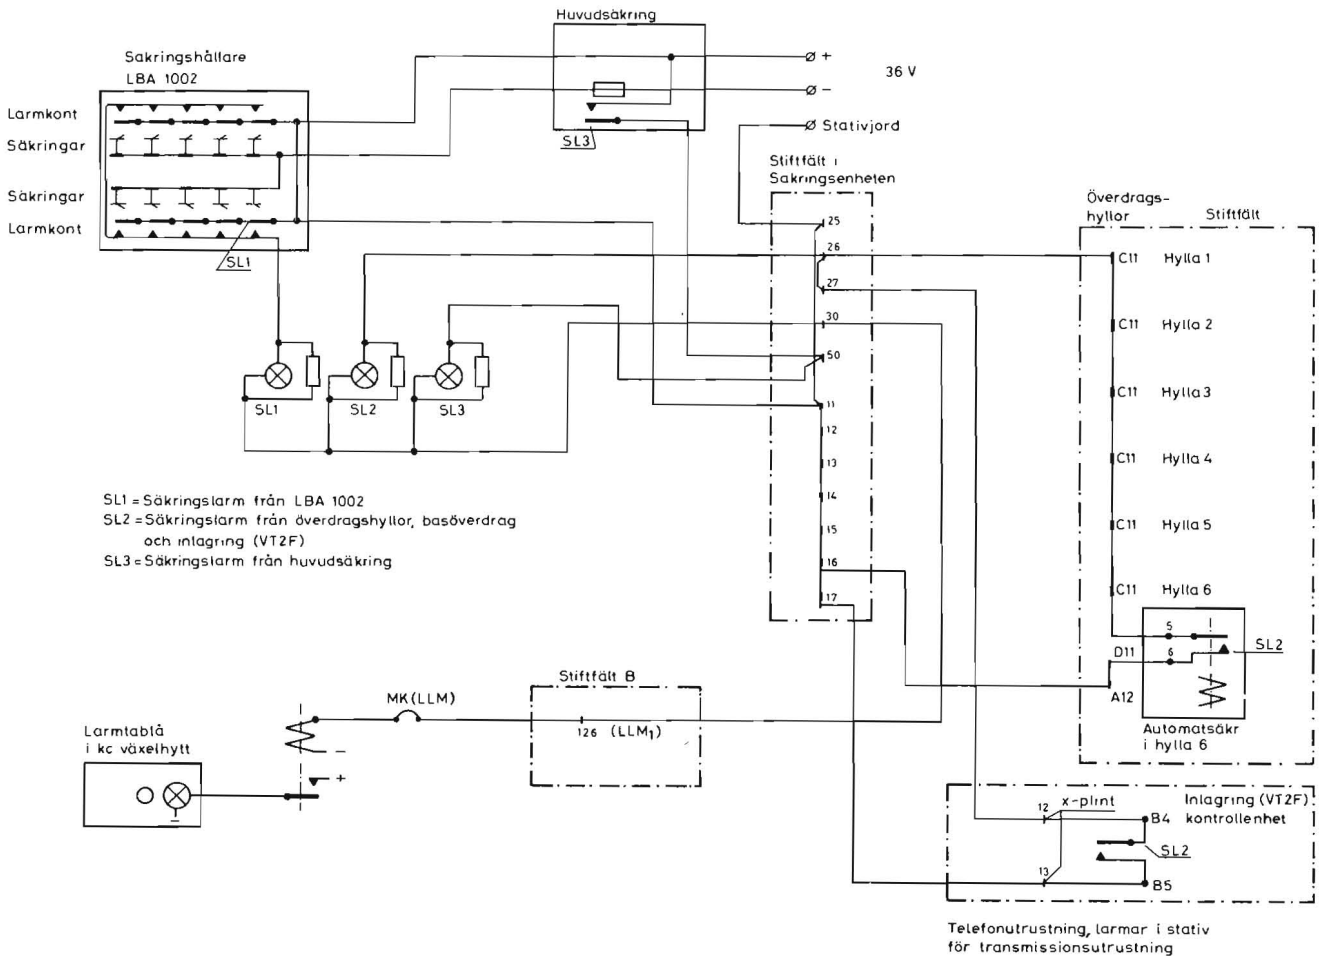 Huvudsäkring
Sakringshållare
LBA 1002
+
36 V
−
Larmkont
Säkringar
SL3
Stativjord
Säkringar
Larmkont
SL1
Stiftfält i
Sakringsenheten
25
26
27
30
50
11
12
13
14
15
16
17
Överdrags-
hyllor
Stiftfält
C11 Hylla 1
C11 Hylla 2
C11 Hylla 3
C11 Hylla 4
C11 Hylla 5
C11 Hylla 6
5
SL2
D11
6
A12
Automatsäkr
i hylla 6
SL1
SL2
SL3
SL1 = Säkringslarm från LBA 1002
SL2 = Säkringslarm från överdragshyllor, basöverdrag
och inlagring (VT2F)
SL3 = Säkringslarm från huvudsäkring
Stiftfält B
MK(LLM)
126 (LLM1)
Larmtablå
i kc växelhytt
−
+
−
12
x-plint
Inlagring (VT2F)
B4
kontrollenhet
SL2
13
B5
Telefonutrustning, larmar i stativ
för transmissionsutrustning